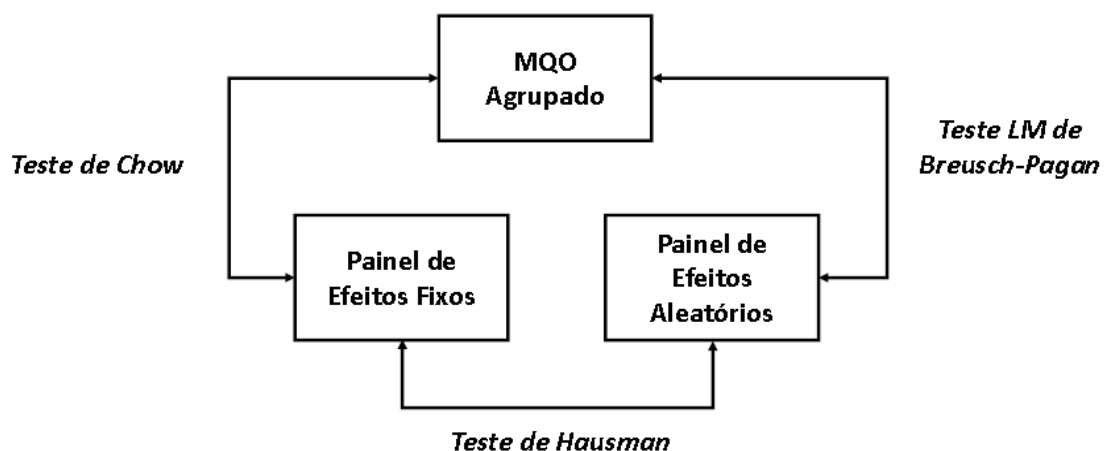 MQO
Agrupado
Teste de Chow
Teste LM de
Breusch-Pagan
Painel de
Efeitos Fixos
Painel de
Efeitos
Aleatórios
Teste de Hausman